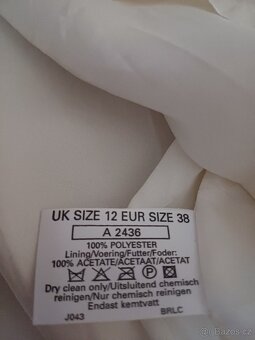 UK SIZE 12 EUR SIZE 38
A 2436
100% POLYESTER
Lining/Voering/Futter/Foder:
100% ACETATE/ACETAAT/ACETAT
P
Dry clean only/Uitsluitend chemisch
reinigen/Nur chemisch reinigen
Endast kemtvatt
J043 BRLC
Bazos.cz